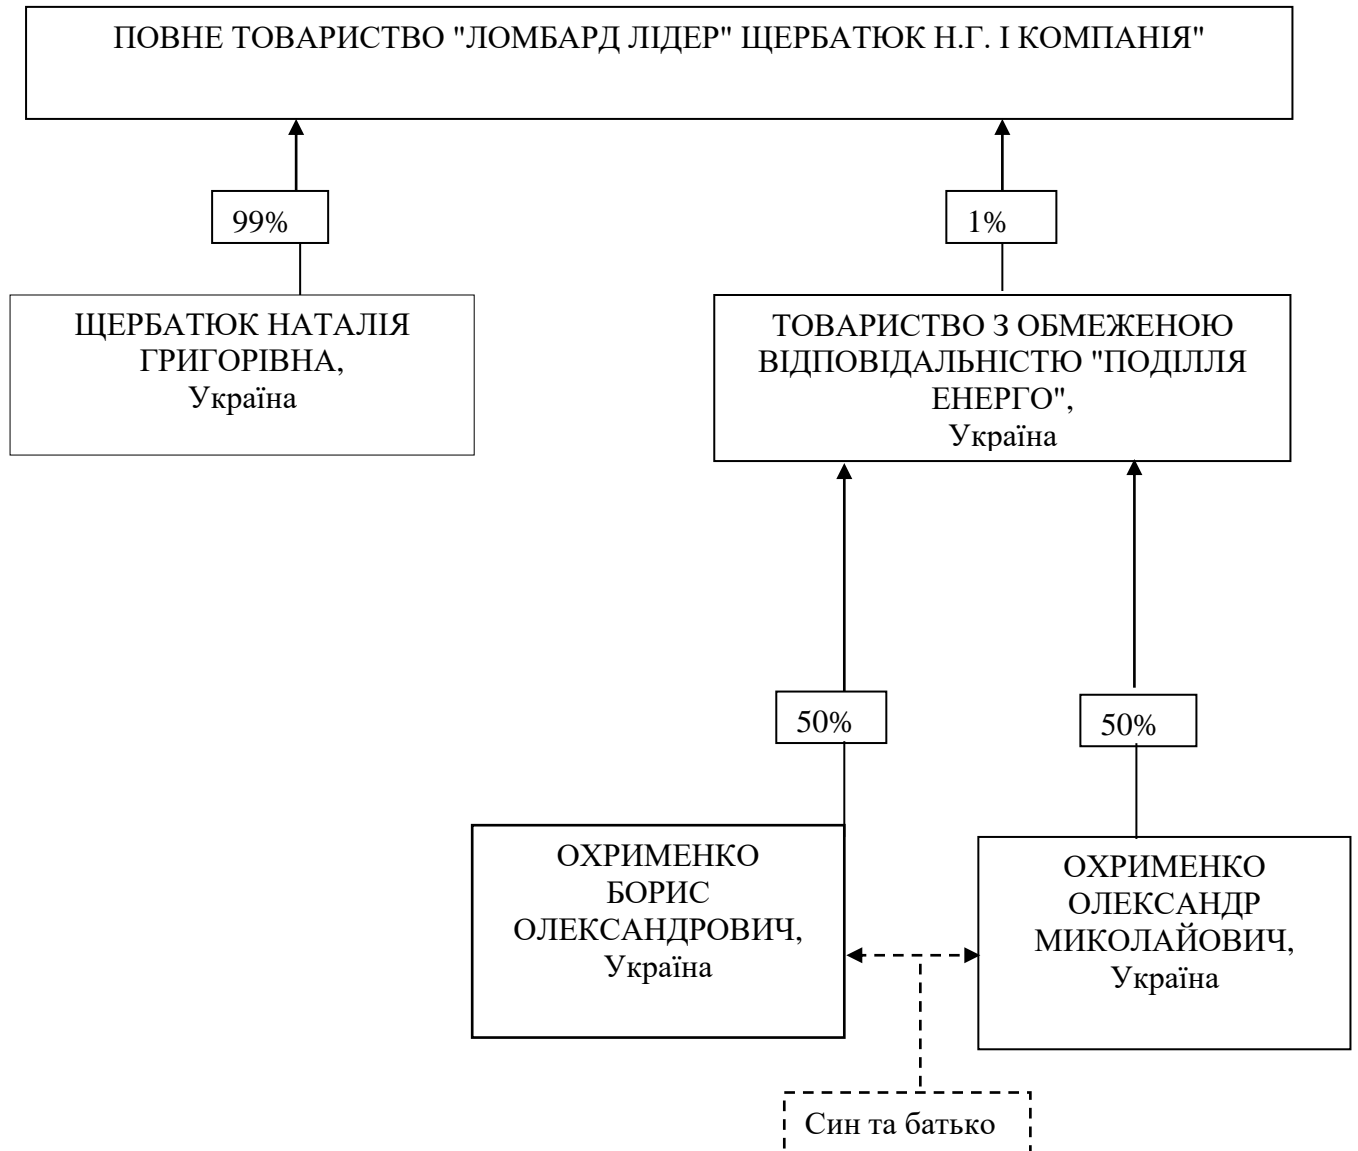 ПОВНЕ ТОВАРИСТВО "ЛОМБАРД ЛІДЕР" ЩЕРБАТЮК Н.Г. І КОМПАНІЯ"
99%
1%
ЩЕРБАТЮК НАТАЛІЯ
ГРИГОРІВНА,
Україна
ТОВАРИСТВО З ОБМЕЖЕНОЮ
ВІДПОВІДАЛЬНІСТЮ "ПОДІЛЛЯ
ЕНЕРГО",
Україна
50%
50%
ОХРИМЕНКО
БОРИС
ОЛЕКСАНДРОВИЧ,
Україна
ОХРИМЕНКО
ОЛЕКСАНДР
МИКОЛАЙОВИЧ,
Україна
Син та батько